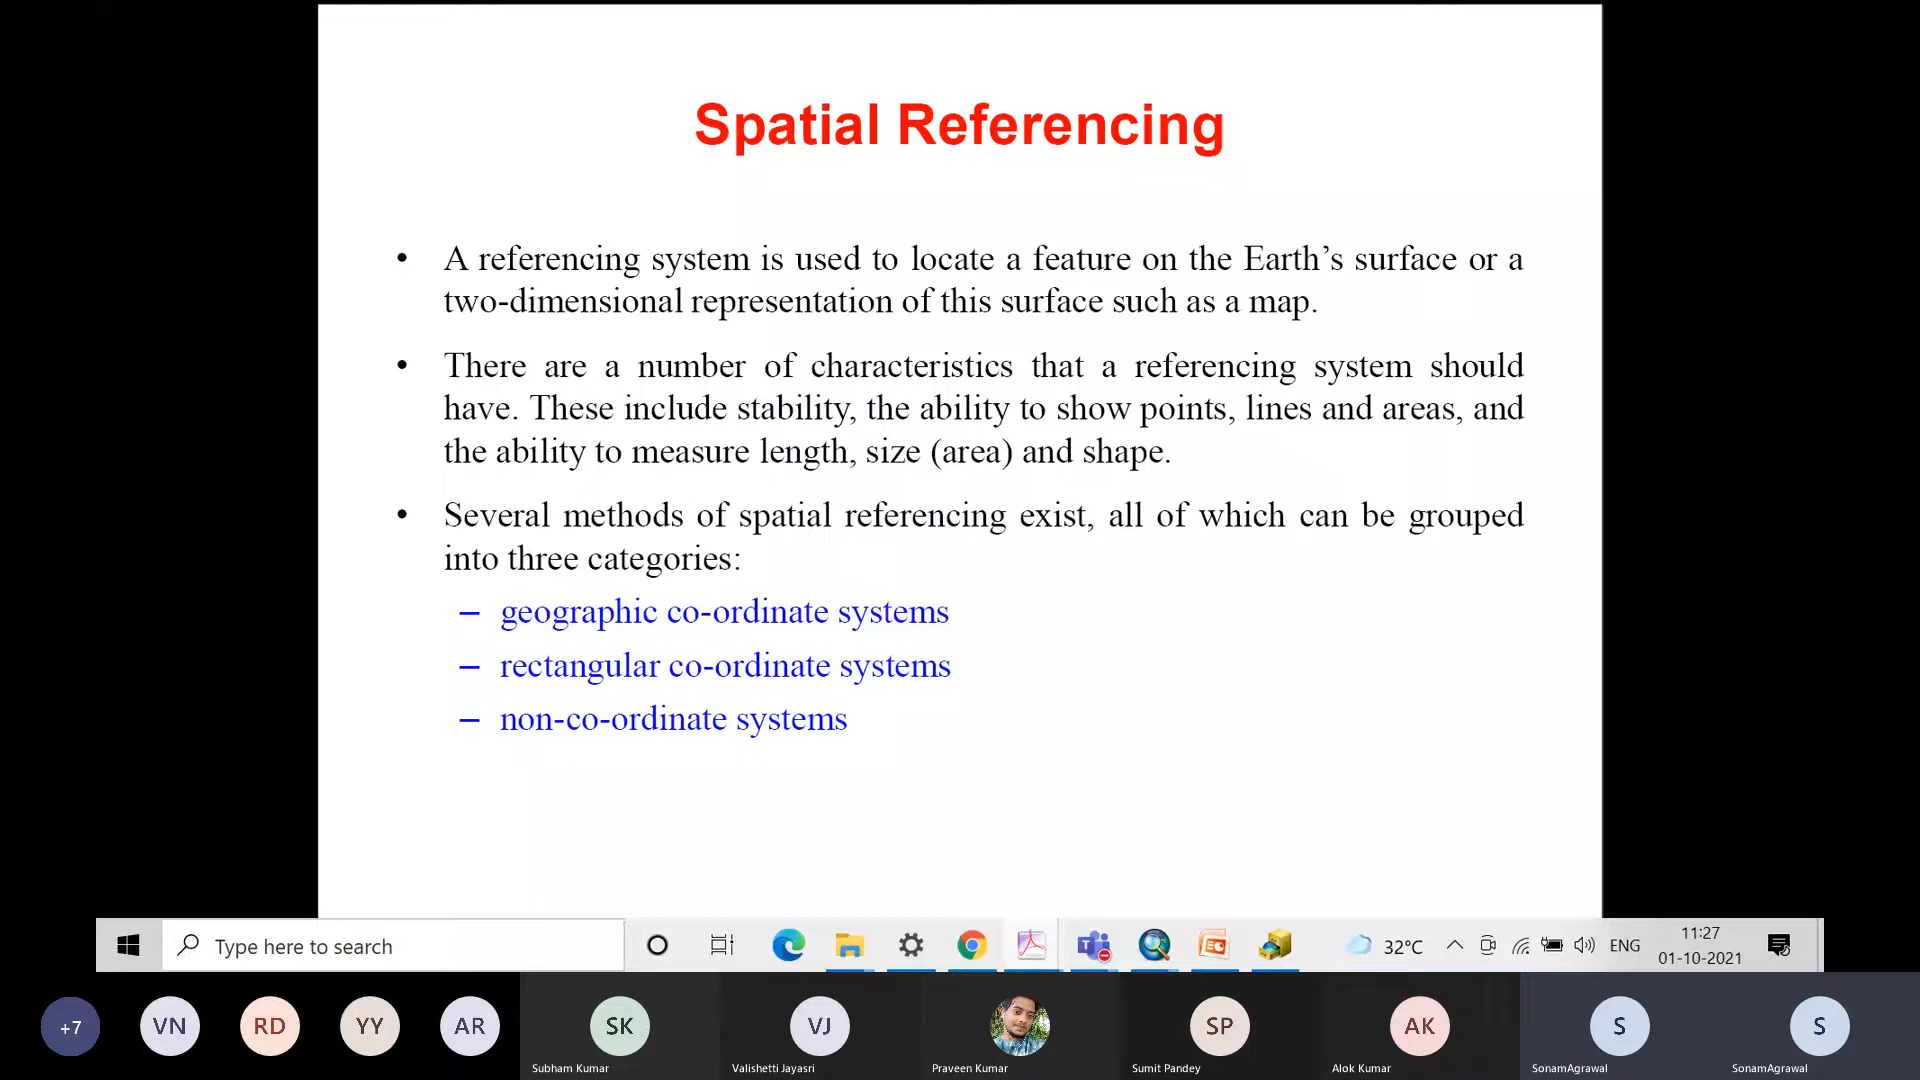 Spatial Referencing
• A referencing system is used to locate a feature on the Earth’s surface or a
two-dimensional representation of this surface such as a map.
• There are a number of characteristics that a referencing system should
have. These include stability, the ability to show points, lines and areas, and
the ability to measure length, size (area) and shape.
• Several methods of spatial referencing exist, all of which can be grouped
into three categories:
– geographic co-ordinate systems
– rectangular co-ordinate systems
– non-co-ordinate systems
Type here to search
32°C
ENG
11:27
01-10-2021
+7
VN
RD
YY
AR
SK
VJ
SP
AK
S
S
Subham Kumar
Valishetti Jayasri
Praveen Kumar
Sumit Pandey
Alok Kumar
SonamAgrawal
SonamAgrawal